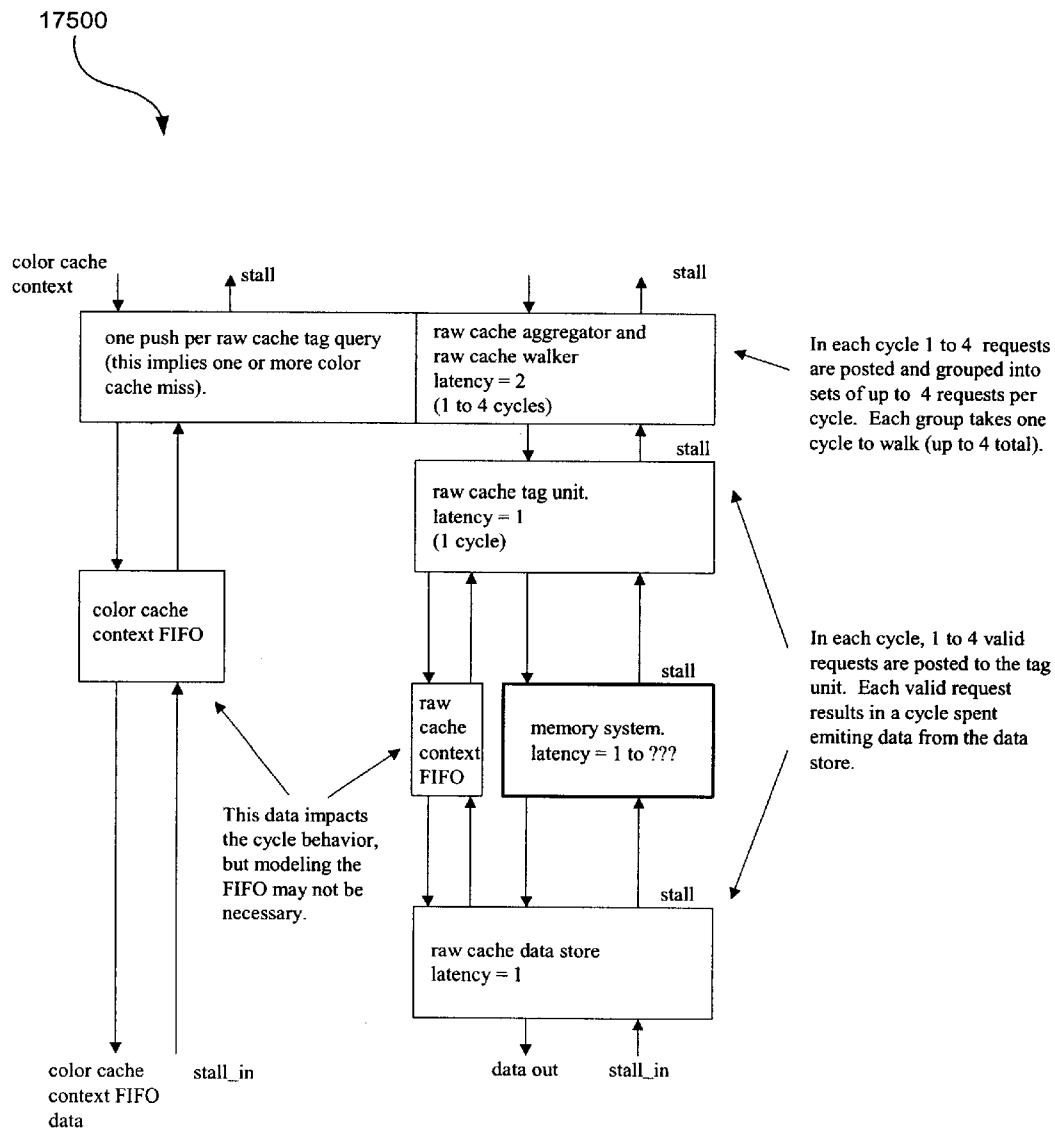 17500
color cache
context
stall
stall
one push per raw cache tag query
(this implies one or more color
cache miss).
raw cache aggregator and
raw cache walker
latency = 2
(1 to 4 cycles)
In each cycle 1 to 4 requests
are posted and grouped into
sets of up to 4 requests per
cycle. Each group takes one
cycle to walk (up to 4 total).
stall
raw cache tag unit.
latency = 1
(1 cycle)
color cache
context FIFO
In each cycle, 1 to 4 valid
requests are posted to the tag
unit. Each valid request
results in a cycle spent
emiting data from the data
store.
stall
raw
cache
context
FIFO
memory system.
latency = 1 to ???
This data impacts
the cycle behavior,
but modeling the
FIFO may not be
necessary.
stall
raw cache data store
latency = 1
color cache
context FIFO
data
stall_in
data out
stall_in